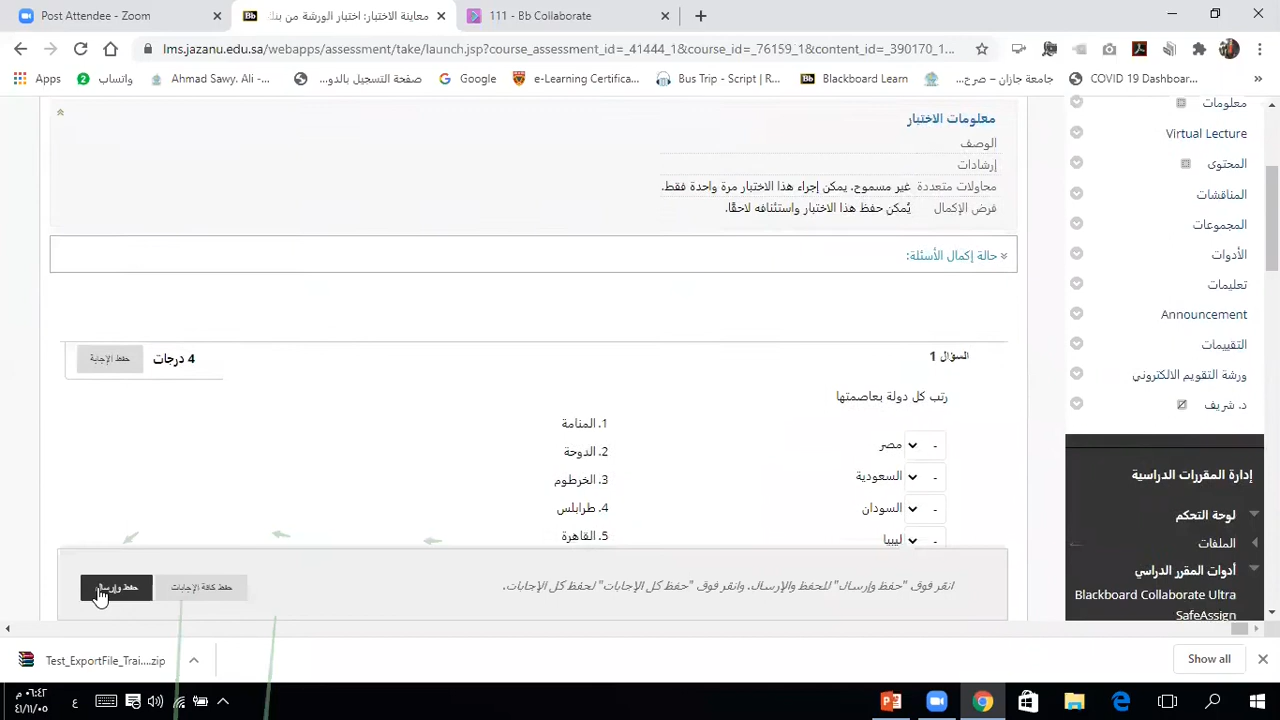 Post Attendee - Zoom
معاينة الاختبار: اختبار الورشة من بنك
111 - Bb Collaborate
lms.jazanu.edu.sa/webapps/assessment/take/launch.jsp?course_assessment_id=_41444_1&course_id=_76159_1&content_id=_390170_1...
Apps
واتساب
Ahmad Sawy. Ali -...
صفحة التسجيل بالدو...
Google
e-Learning Certifica...
Bus Trip - Script | R...
Blackboard Learn
جامعة جازان – صرح...
COVID 19 Dashboar...
»
معلومات الاختبار
الوصف
إرشادات
محاولات متعددة غير مسموح. يمكن إجراء هذا الاختبار مرة واحدة فقط.
فرض الإكمال يُمكن حفظ هذا الاختبار واستئنافه لاحقًا.
حالة إكمال الأسئلة:
السؤال 1
4 درجات
حفظ الإجابة
رتب كل دولة بعاصمتها
- مصر
- السعودية
- السودان
- ليبيا
1. المنامة
2. الدوحة
3. الخرطوم
4. طرابلس
5. القاهرة
انقر فوق "حفظ وإرسال" للحفظ والإرسال. وانقر فوق "حفظ كل الإجابات" لحفظ كل الإجابات.
حفظ كافة الإجابات
حفظ وإرسال
معلومات
Virtual Lecture
المحتوى
المناقشات
المجموعات
الأدوات
تعليمات
Announcement
التقييمات
ورشة التقويم الالكتروني
د. شريف
إدارة المقررات الدراسية
لوحة التحكم
الملفات
أدوات المقرر الدراسي
Blackboard Collaborate Ultra
SafeAssign
Test_ExportFile_Trai....zip
Show all
ع
٠٦:٤٢ م
٤١/١١/٠٥